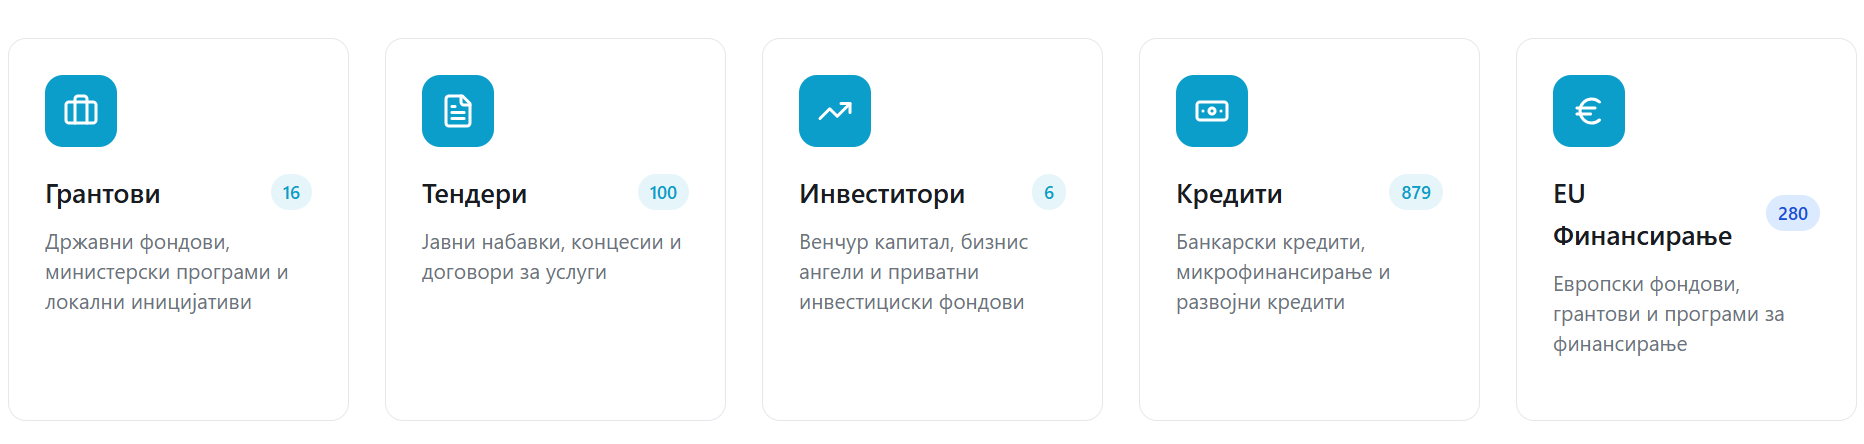 Грантови
16
Државни фондови,
министерски програми и
локални иницијативи
Тендери
100
Јавни набавки, концесии и
договори за услуги
Инвеститори
6
Венчур капитал, бизнис
ангели и приватни
инвестициски фондови
Кредити
879
Банкарски кредити,
микрофинансирање и
развојни кредити
EU
Финансирање
280
Европски фондови,
грантови и програми за
финансирање